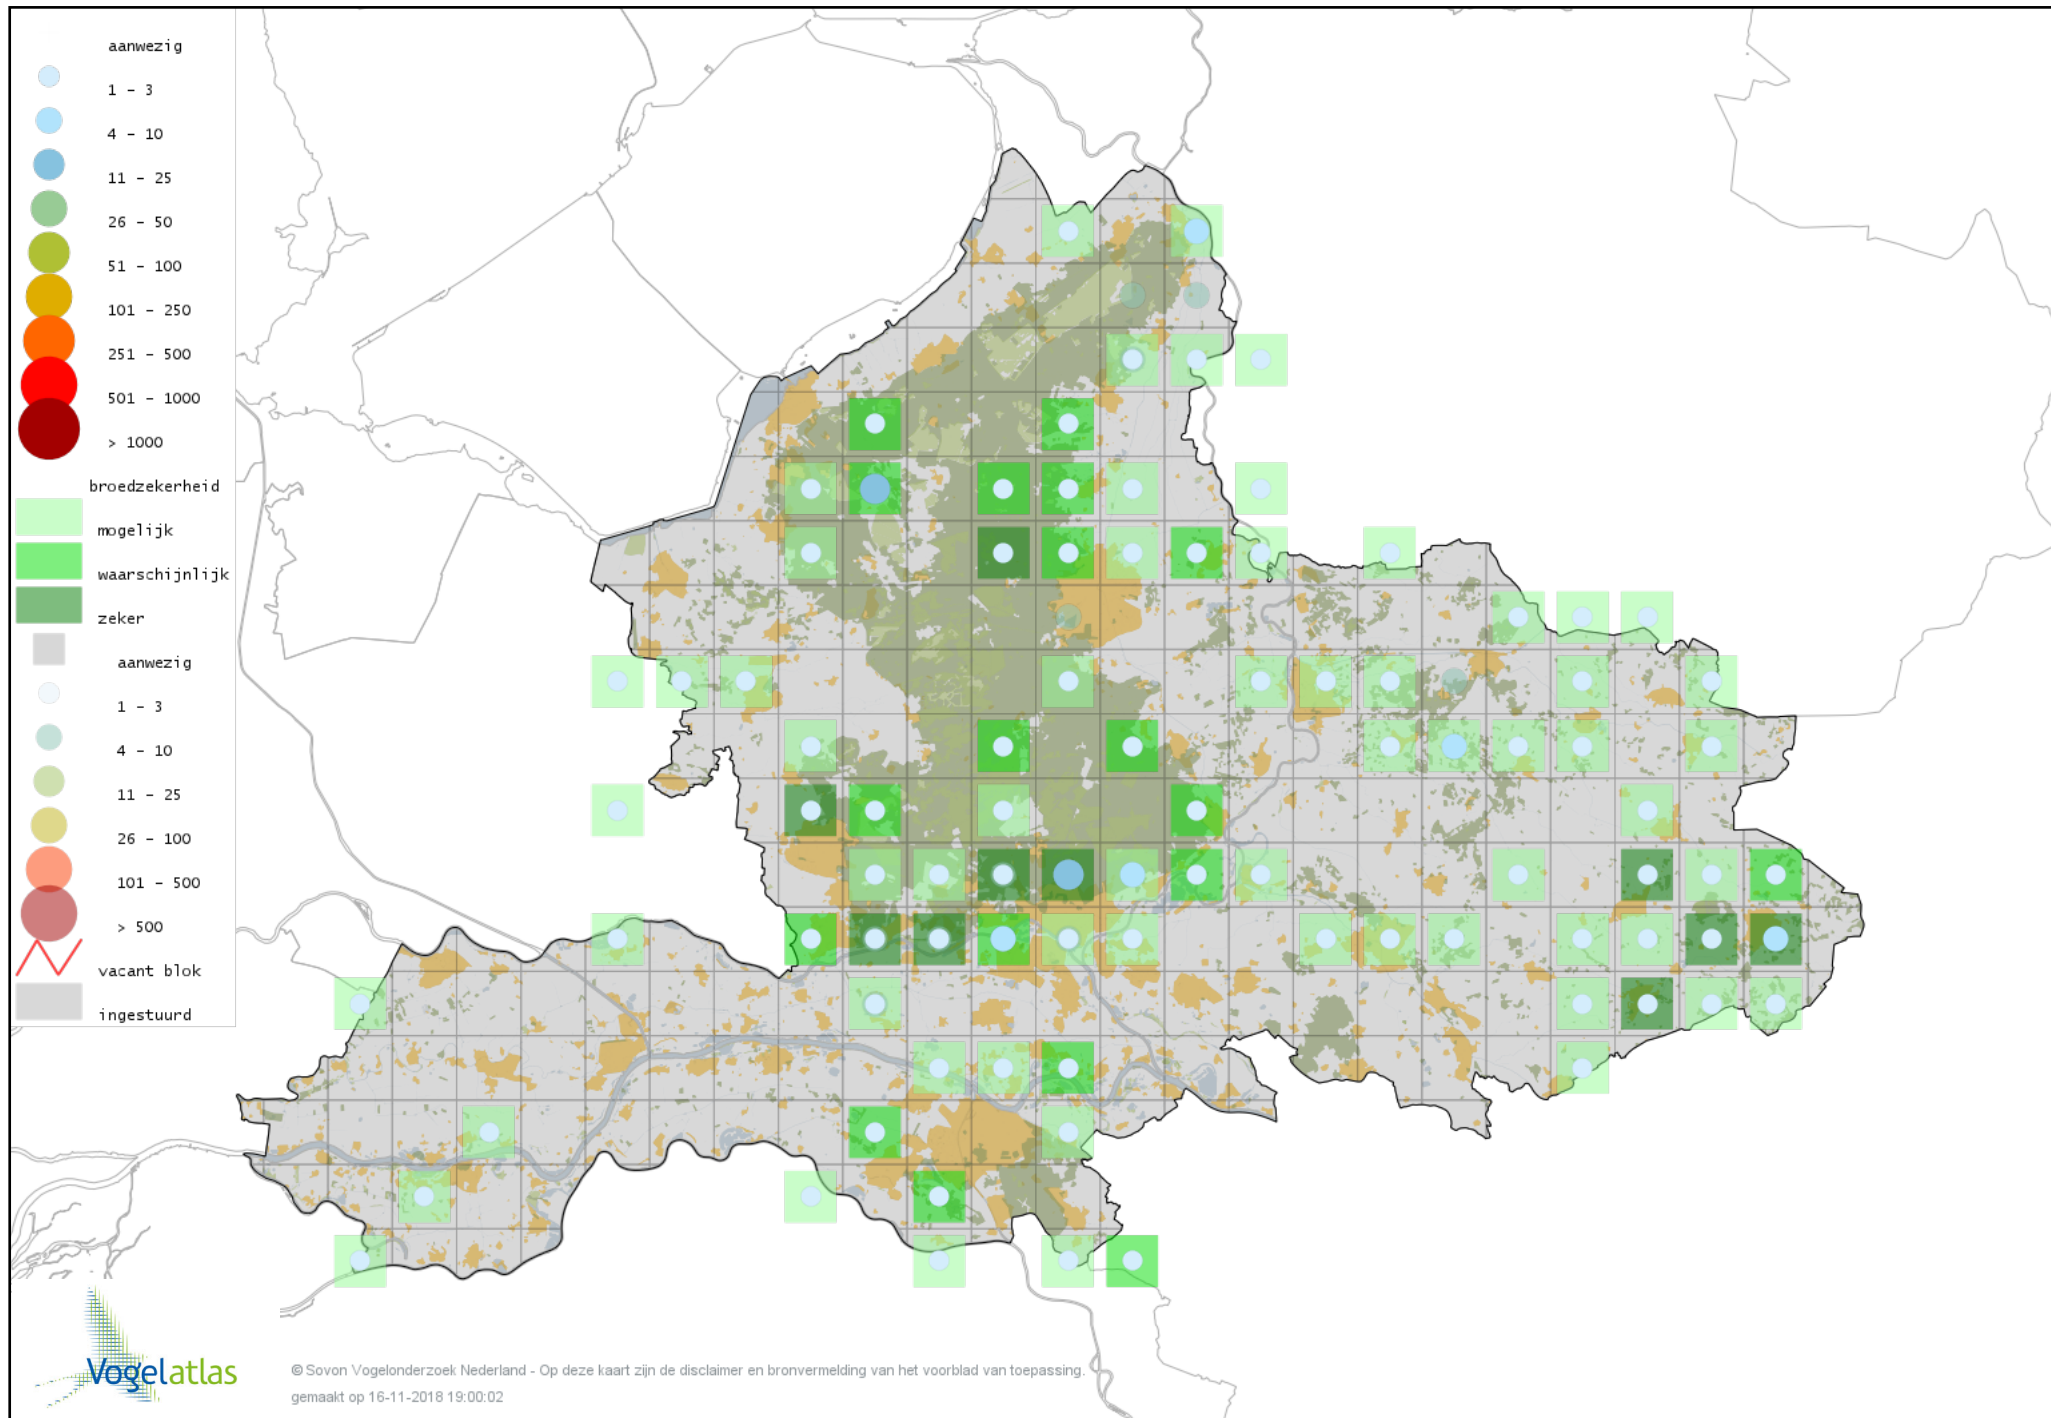 aanwezig
1 - 3
4 - 10
11 - 25
26 - 50
51 - 100
101 - 250
251 - 500
501 - 1000
> 1000
broedzekerheid
mogelijk
waarschijnlijk
zeker
aanwezig
1 - 3
4 - 10
11 - 25
26 - 100
101 - 500
> 500
vacant blok
ingestuurd
Vogelatlas
© Sovon Vogelonderzoek Nederland - Op deze kaart zijn de disclaimer en bronvermelding van het voorblad van toepassing.
gemaakt op 16-11-2018 19:00:02